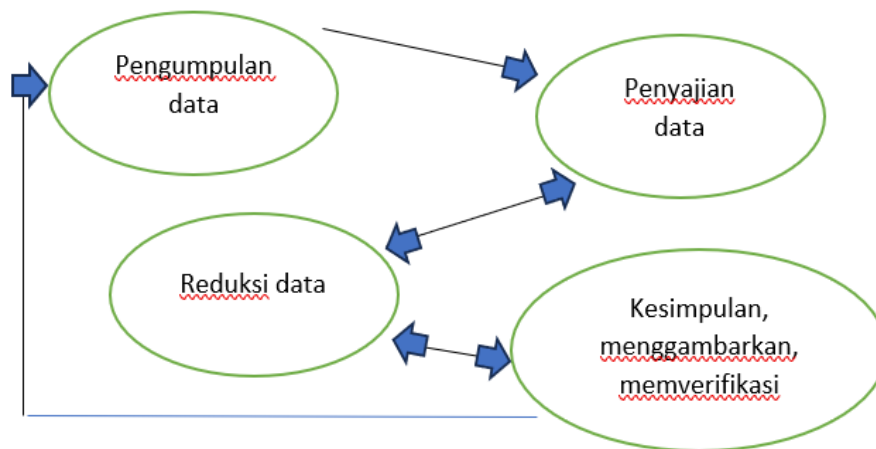 Pengumpulan
data
Penyajian
data
Reduksi data
Kesimpulan,
menggambarkan,
memverifikasi